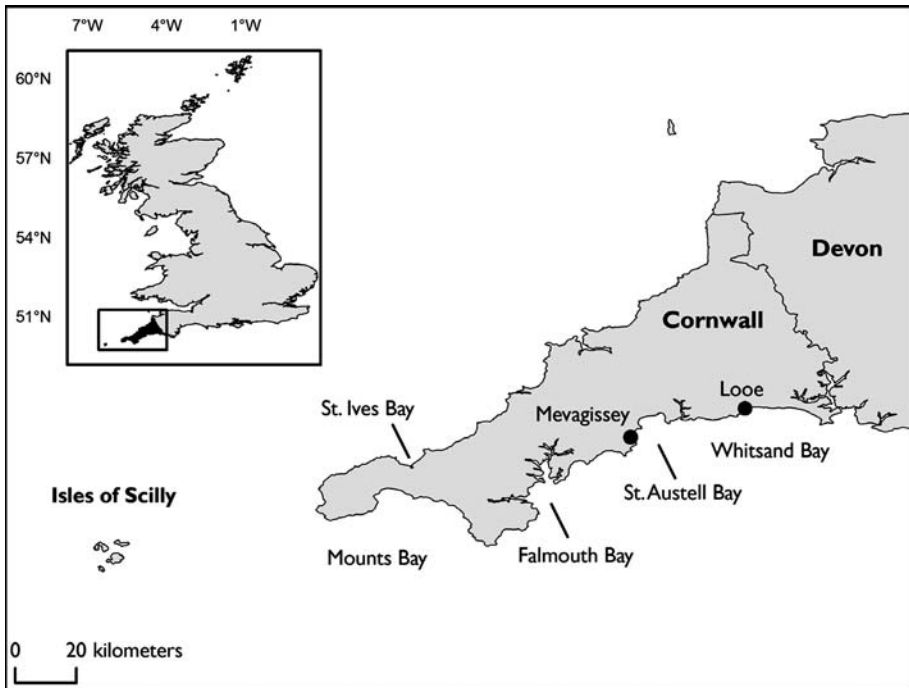 7°W 4°W 1°W
60°N
57°N
54°N
51°N
Devon
Cornwall
Looe
St. Ives Bay
Mevagissey
Whitsand Bay
Isles of Scilly
St. Austell Bay
Mounts Bay
Falmouth Bay
0 20 kilometers